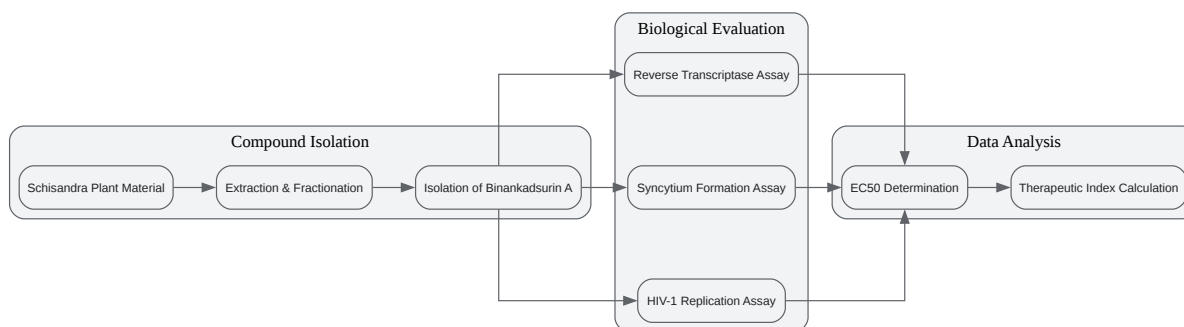 Biological Evaluation
Reverse Transcriptase Assay
Compound Isolation
Data Analysis
Schisandra Plant Material
Extraction & Fractionation
Isolation of Binankadsurin A
Syncytium Formation Assay
EC50 Determination
Therapeutic Index Calculation
HIV-1 Replication Assay